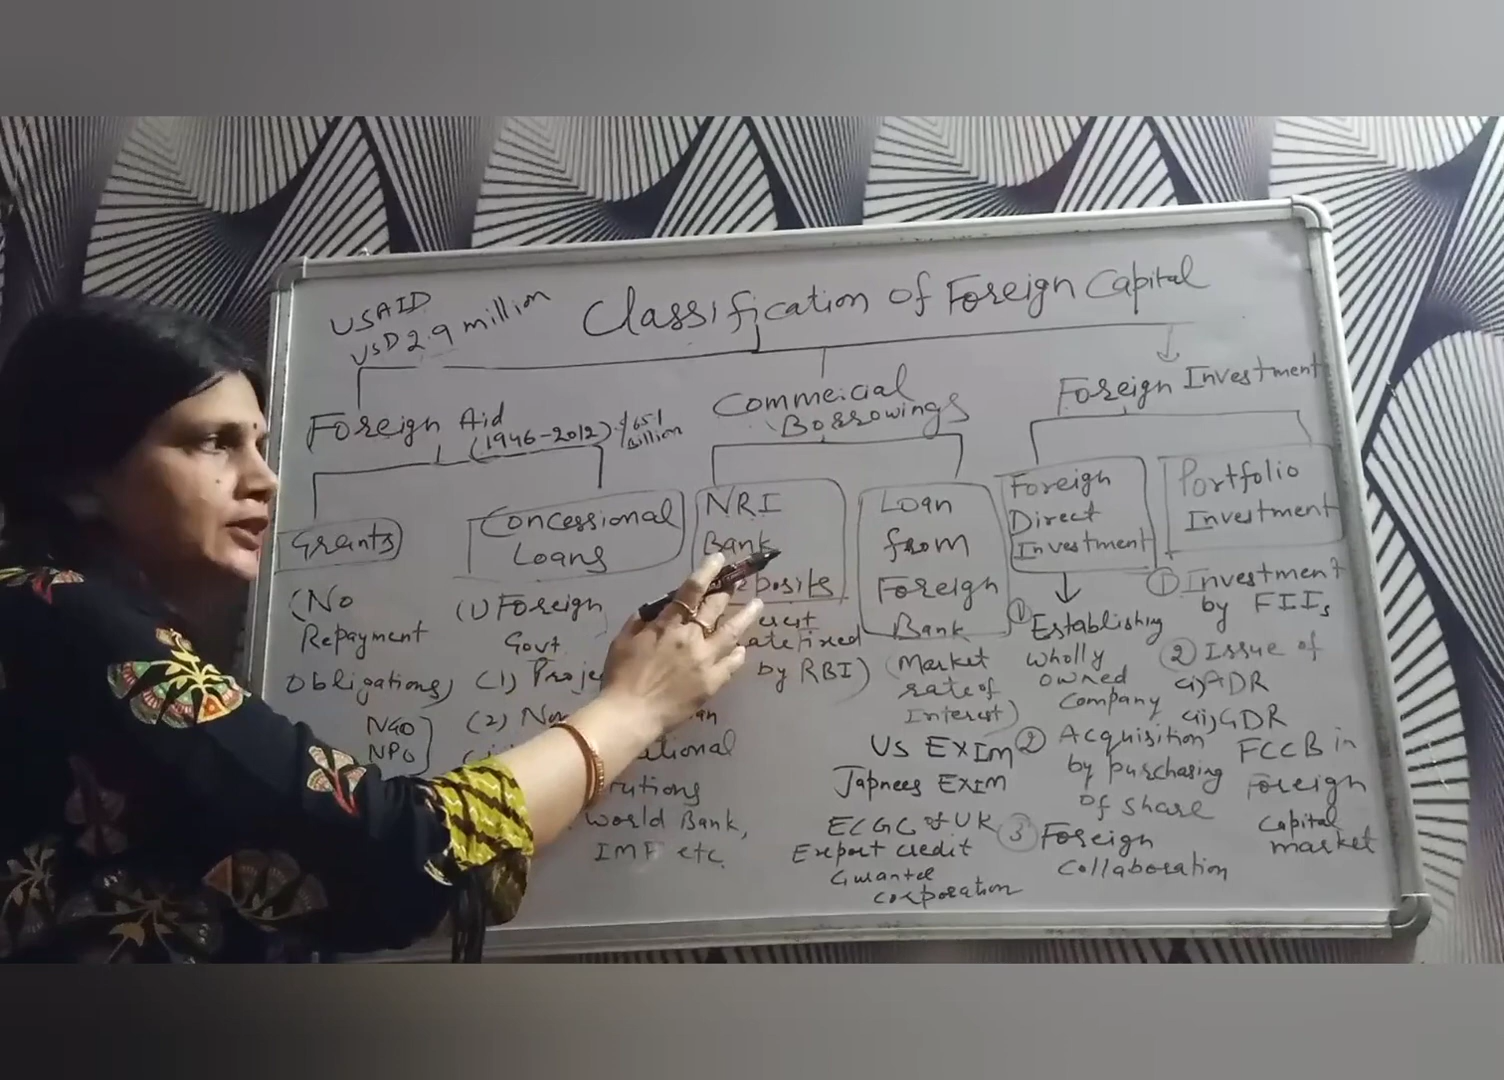 USAID
USD 2.9 million
Classification of Foreign Capital
Foreign Aid
(1946-2012)
Billion
Commercial
Borrowings
Foreign Investment
Grants
(No
Repayment
Obligations)
NGO
NPO
Concessional
Loans
(1) Foreign
Govt.
(1)
(2)
World Bank,
IMF etc.
NRI
Bank
by RBI)
Loan
from
Foreign
Bank
(Market
rate of
Interest)
US EXIM
Japnees EXIM
ECGC of UK
Export credit
Corporation
Foreign
Direct
Investment
① Establishing
wholly
owned
Company
② Acquisition
by purchasing
of share
③ Foreign
Collaboration
Portfolio
Investment
① Investment
by FIIs
② Issue of
i) ADR
ii) GDR
FCCB in
Foreign
Capital
market